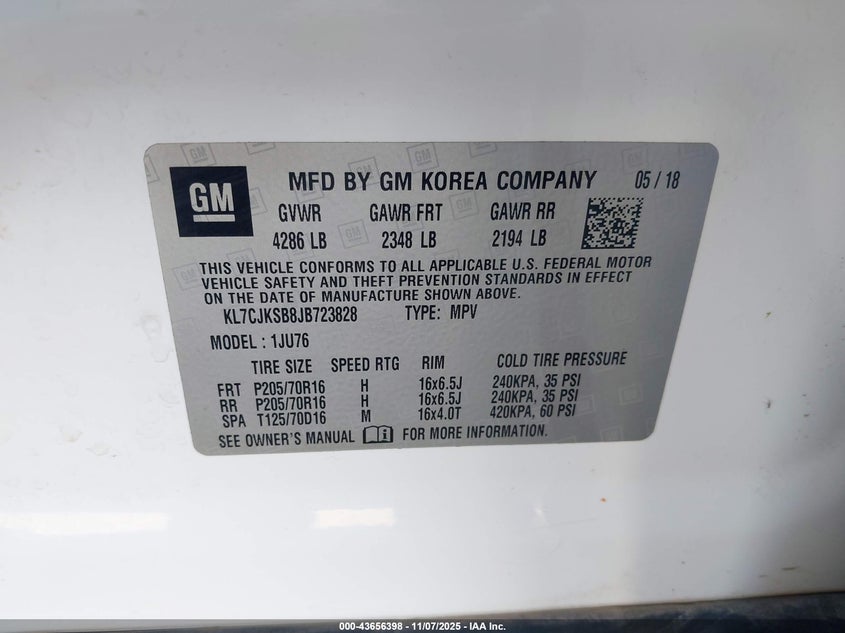 GM
MFD BY GM KOREA COMPANY 05 / 18
GVWR GAWR FRT GAWR RR
4286 LB 2348 LB 2194 LB
THIS VEHICLE CONFORMS TO ALL APPLICABLE U.S. FEDERAL MOTOR
VEHICLE SAFETY AND THEFT PREVENTION STANDARDS IN EFFECT
ON THE DATE OF MANUFACTURE SHOWN ABOVE.
KL7CJKSB8JB723828 TYPE: MPV
MODEL : 1JU76
TIRE SIZE SPEED RTG RIM COLD TIRE PRESSURE
FRT P205/70R16 H 16x6.5J 240KPA, 35 PSI
RR P205/70R16 H 16x6.5J 240KPA, 35 PSI
SPA T125/70D16 M 16x4.0T 420KPA, 60 PSI
SEE OWNER'S MANUAL FOR MORE INFORMATION.
000-43656398 - 11/07/2025 - IAA Inc.